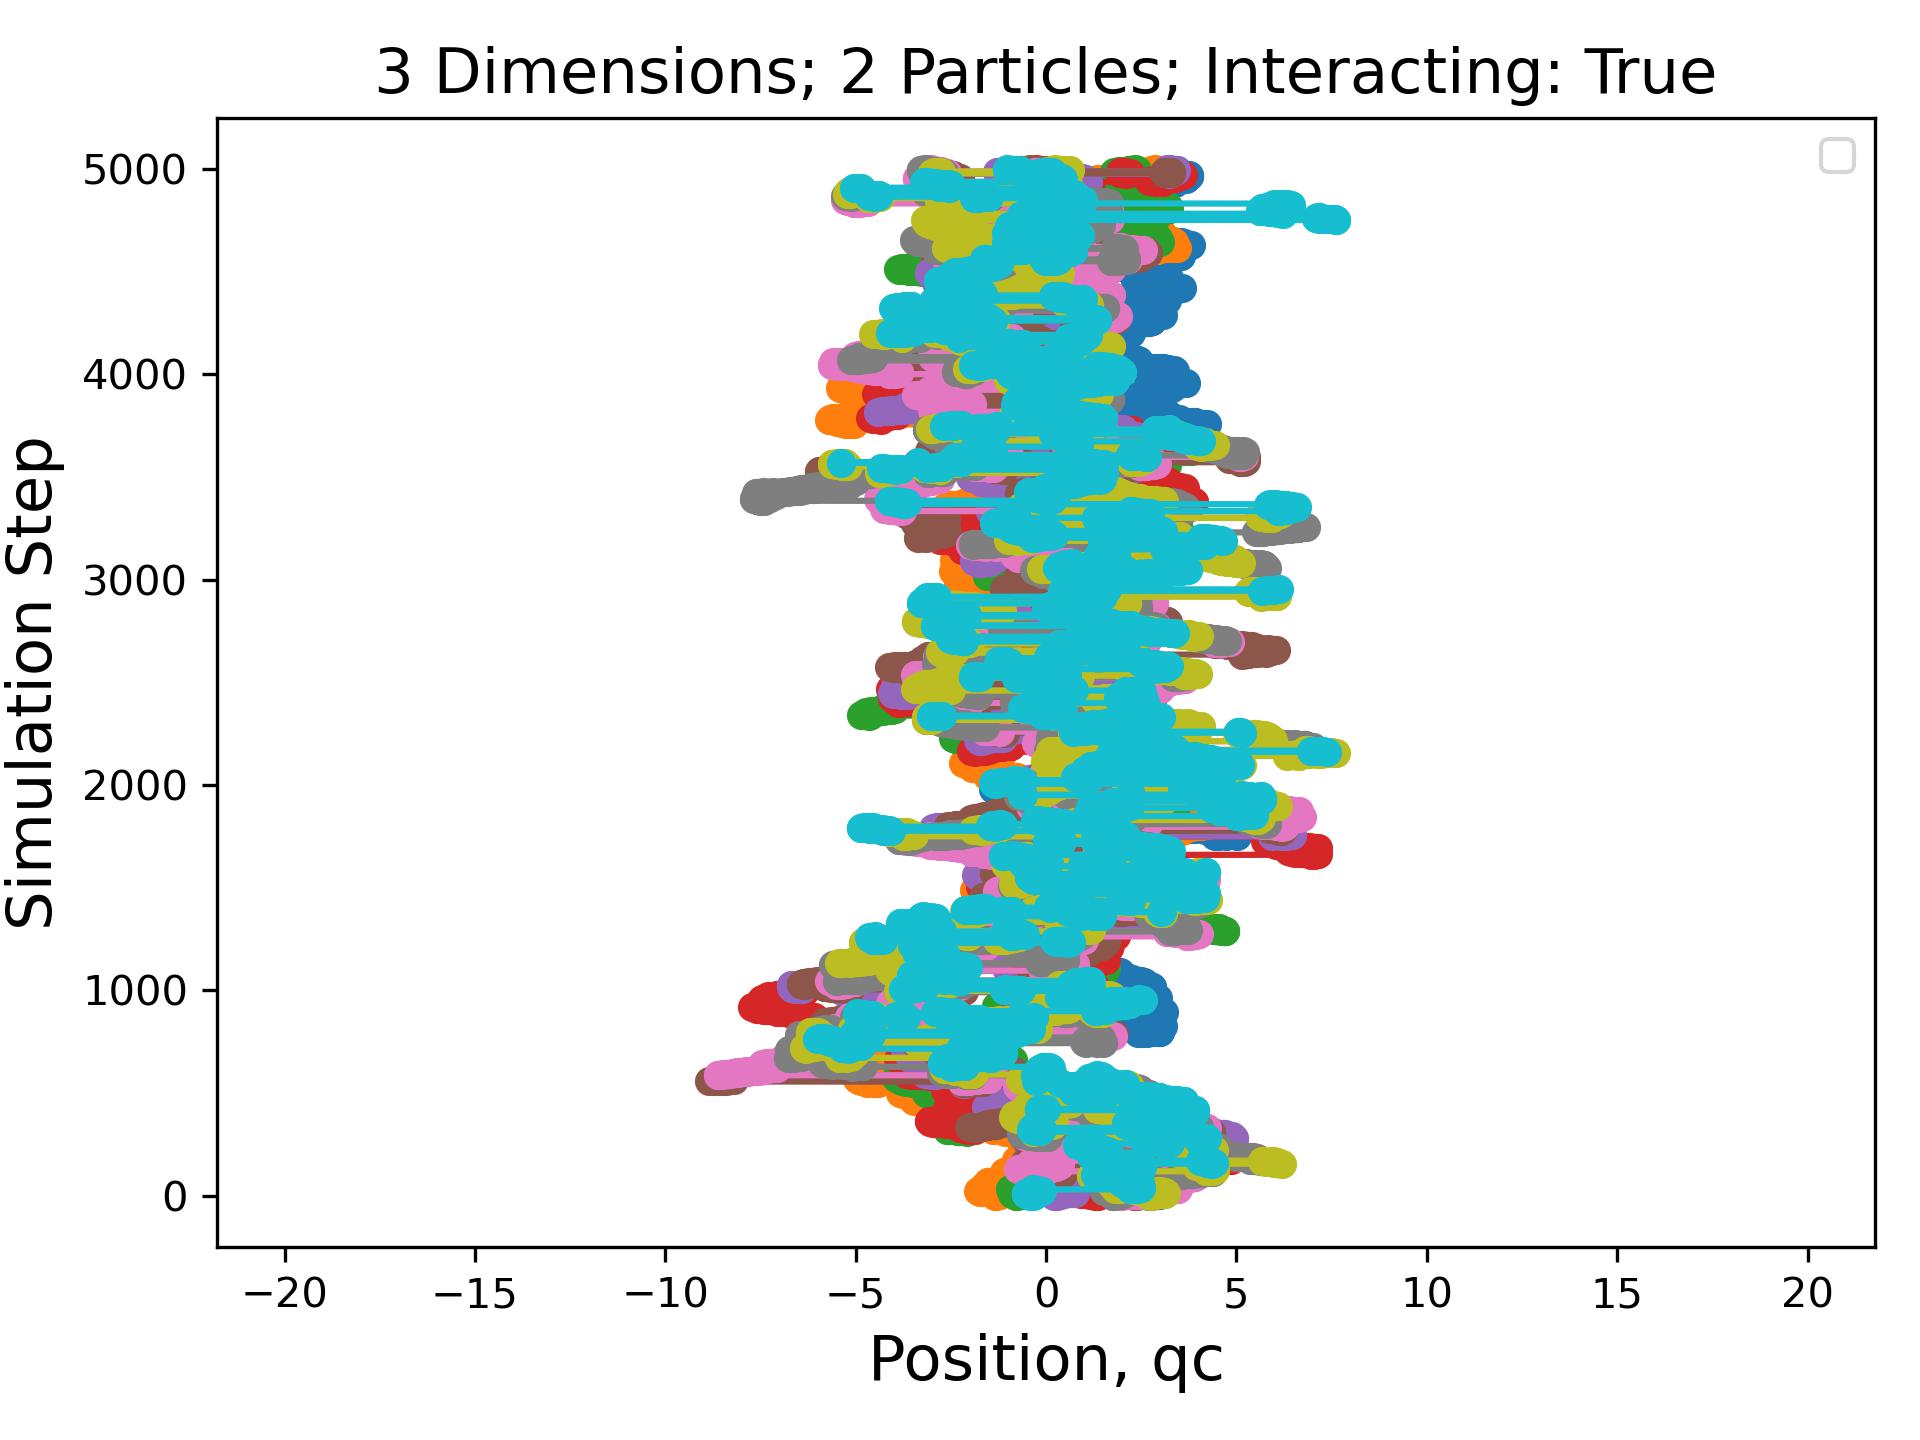 3 Dimensions; 2 Particles; Interacting: True
Simulation Step
5000
4000
3000
2000
1000
0
−20 −15 −10 −5 0 5 10 15 20
Position, qc